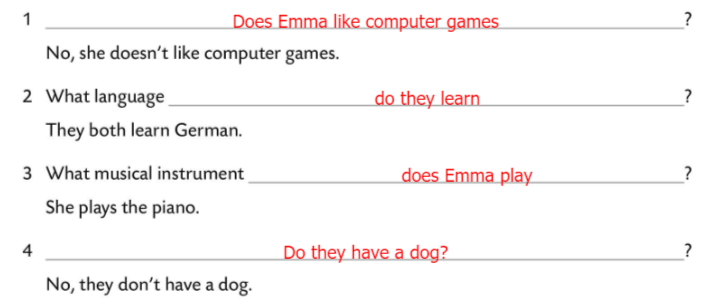 1 Does Emma like computer games ?
No, she doesn't like computer games.
2 What language do they learn ?
They both learn German.
3 What musical instrument does Emma play ?
She plays the piano.
4 Do they have a dog? ?
No, they don't have a dog.